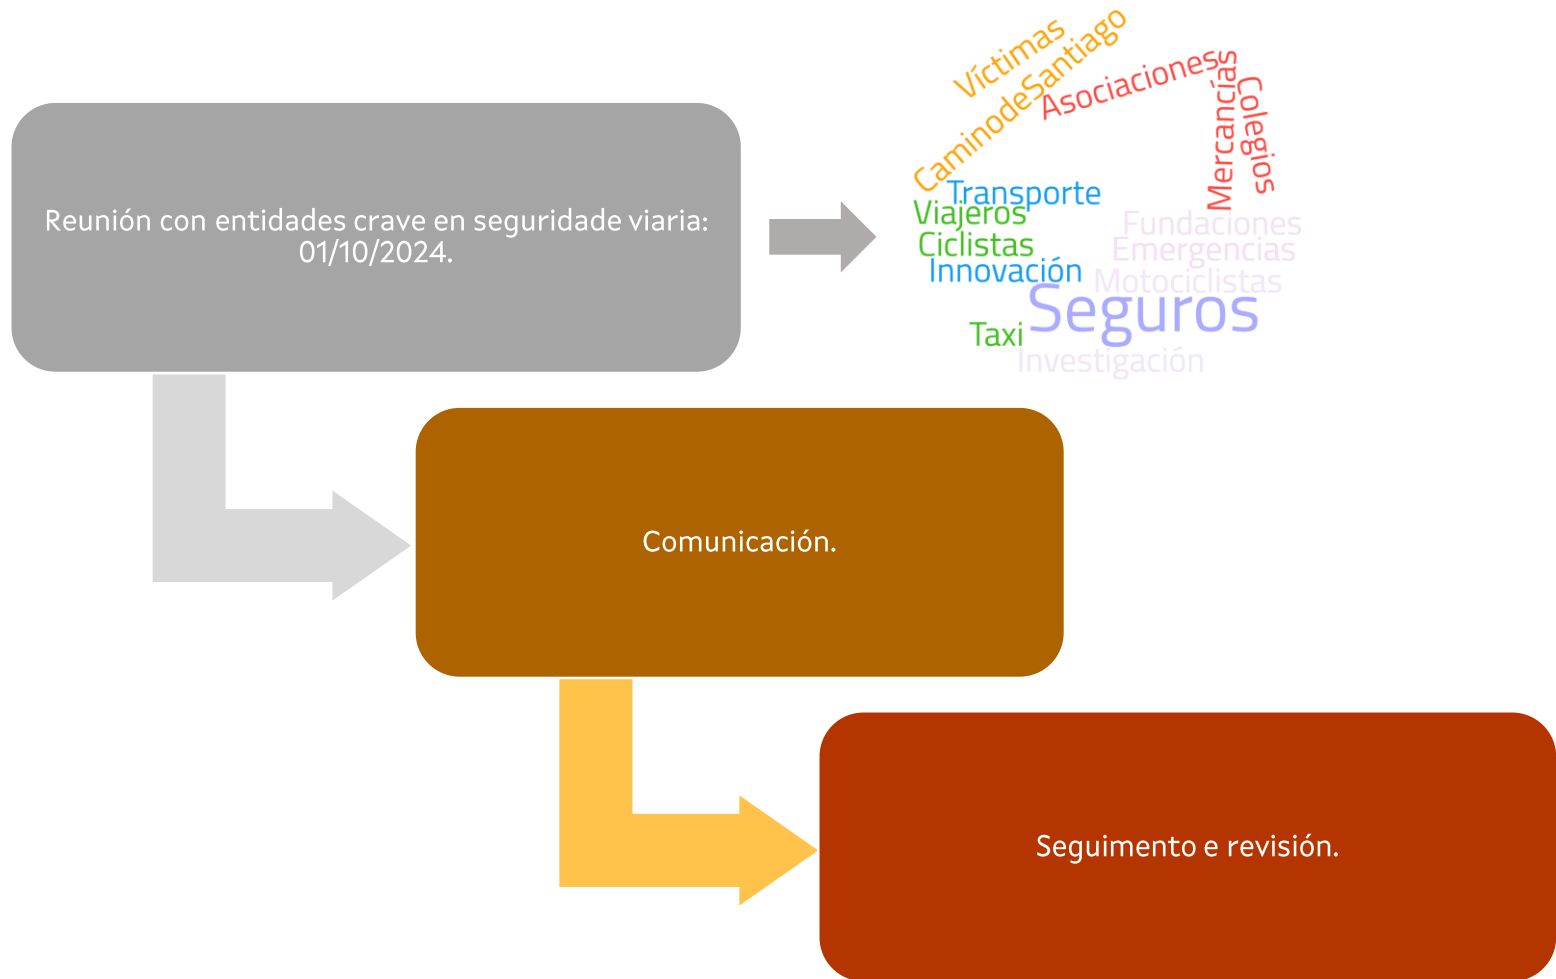 Reunión con entidades crave en seguridade viaria:
01/10/2024.
Víctimas
CaminodeSantiago
Asociaciones
Mercancías
Colegios
Transporte
Viajeros
Fundaciones
Ciclistas
Emergencias
Innovación
Motociclistas
Seguros
Taxi
Investigación
Comunicación.
Seguimento e revisión.